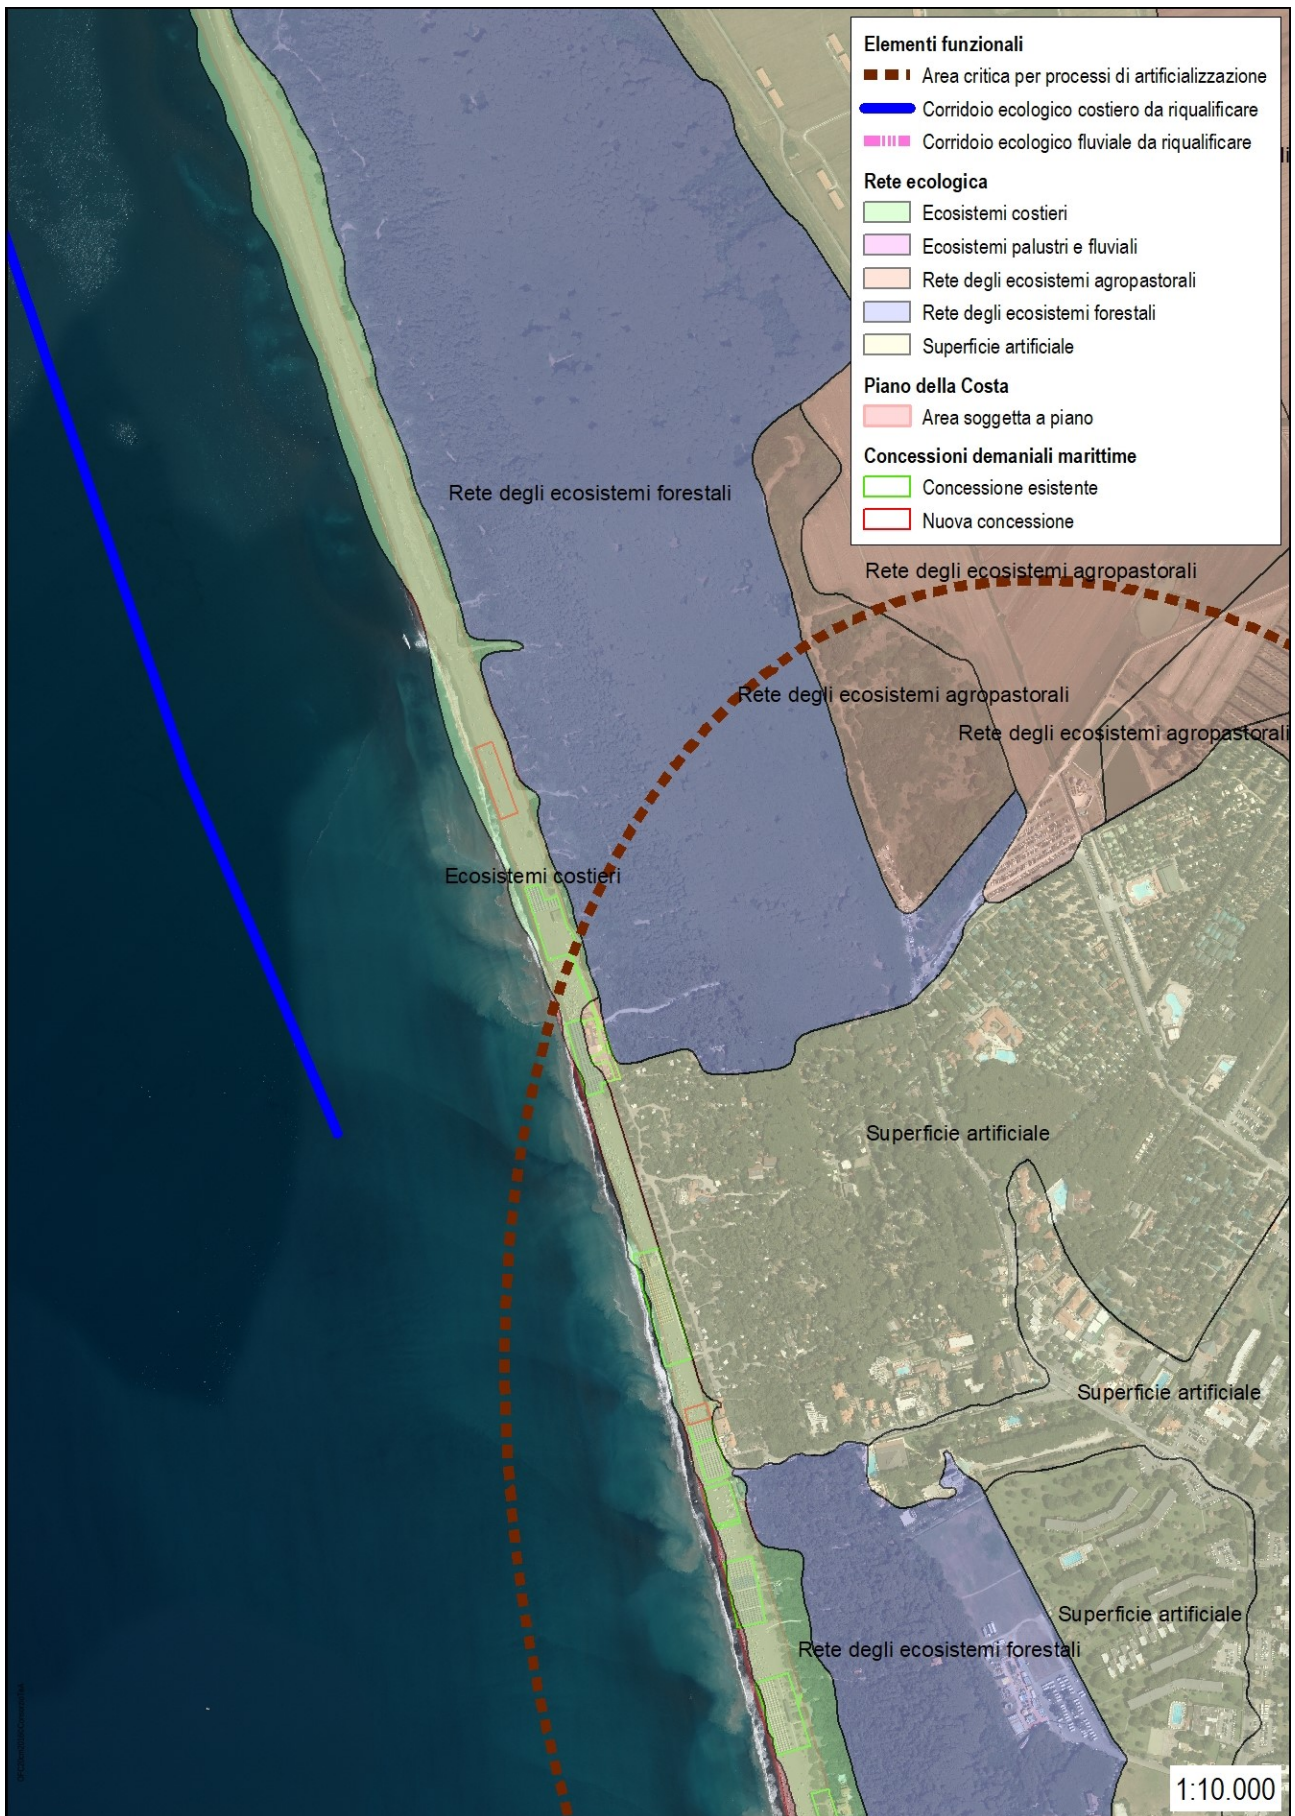 Elementi funzionali
Area critica per processi di artificializzazione
Corridoio ecologico costiero da riqualificare
Corridoio ecologico fluviale da riqualificare
Rete ecologica
Ecosistemi costieri
Ecosistemi palustri e fluviali
Rete degli ecosistemi agropastorali
Rete degli ecosistemi forestali
Superficie artificiale
Piano della Costa
Area soggetta a piano
Concessioni demaniali marittime
Concessione esistente
Nuova concessione
Rete degli ecosistemi forestali
Rete degli ecosistemi agropastorali
Rete degli ecosistemi agropastorali
Rete degli ecosistemi agropastorali
Ecosistemi costieri
Superficie artificiale
Superficie artificiale
Superficie artificiale
Rete degli ecosistemi forestali
1:10.000